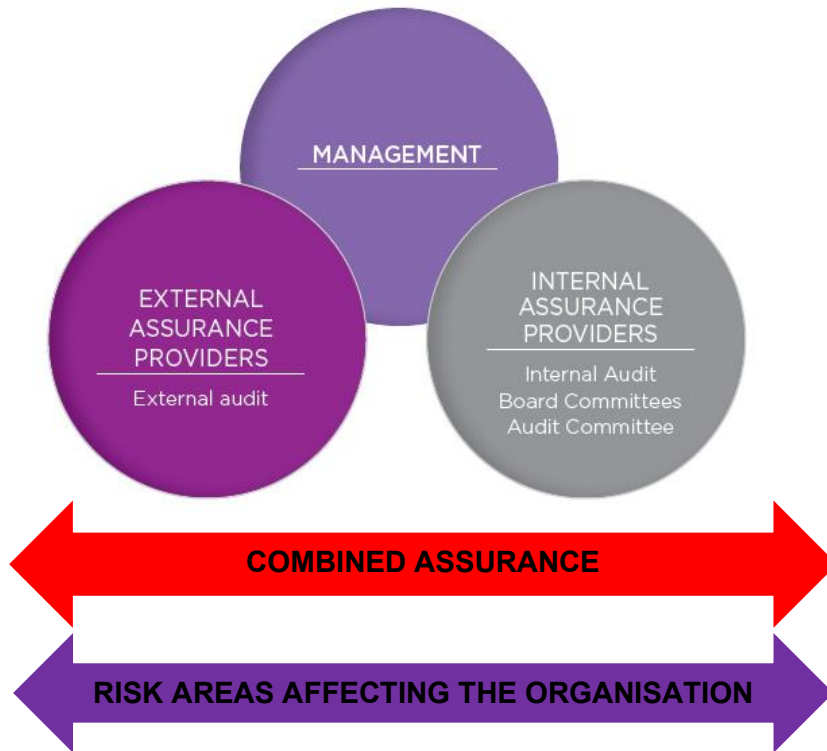 MANAGEMENT
EXTERNAL
ASSURANCE
PROVIDERS
External audit
INTERNAL
ASSURANCE
PROVIDERS
Internal Audit
Board Committees
Audit Committee
COMBINED ASSURANCE
RISK AREAS AFFECTING THE ORGANISATION